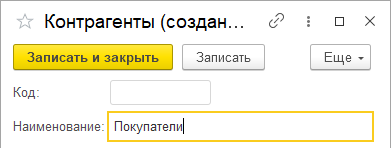 Контрагенты (создан...
Записать и закрыть Записать Еще
Код:
Наименование: Покупатели